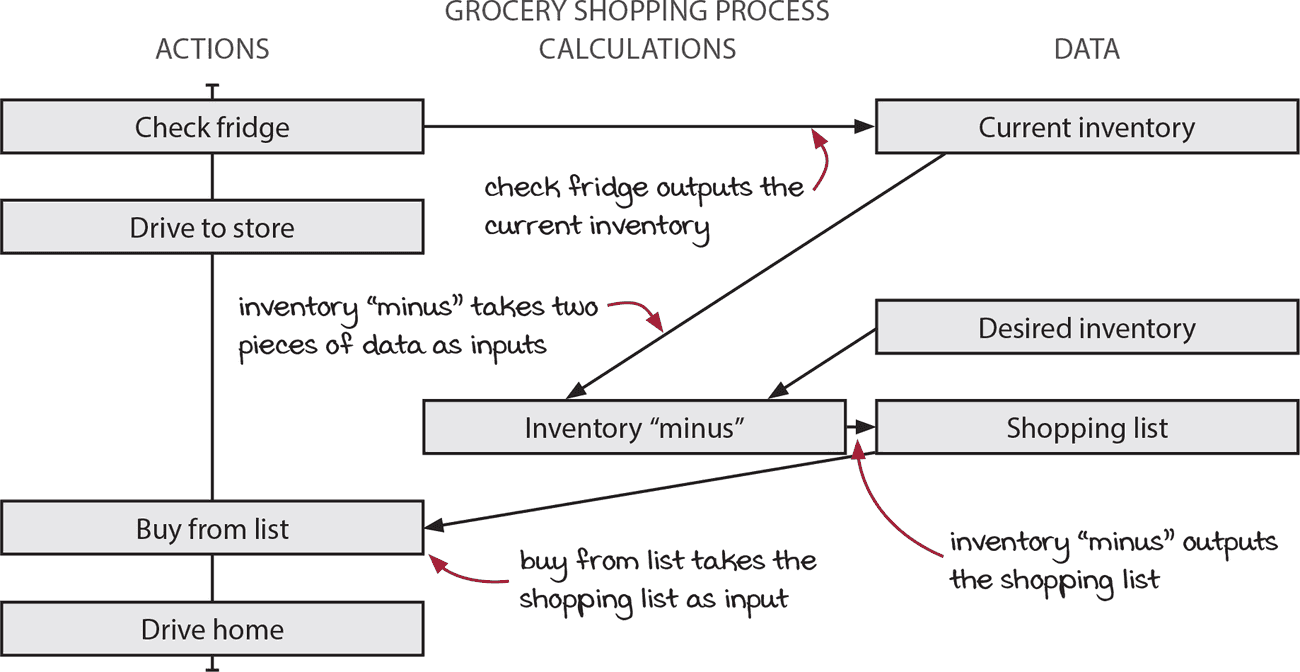 GROCERY SHOPPING PROCESS
ACTIONS
CALCULATIONS
DATA
Check fridge
Current inventory
check fridge outputs the
current inventory
Drive to store
inventory “minus” takes two
pieces of data as inputs
Desired inventory
Inventory “minus”
Shopping list
Buy from list
buy from list takes the
shopping list as input
inventory “minus” outputs
the shopping list
Drive home